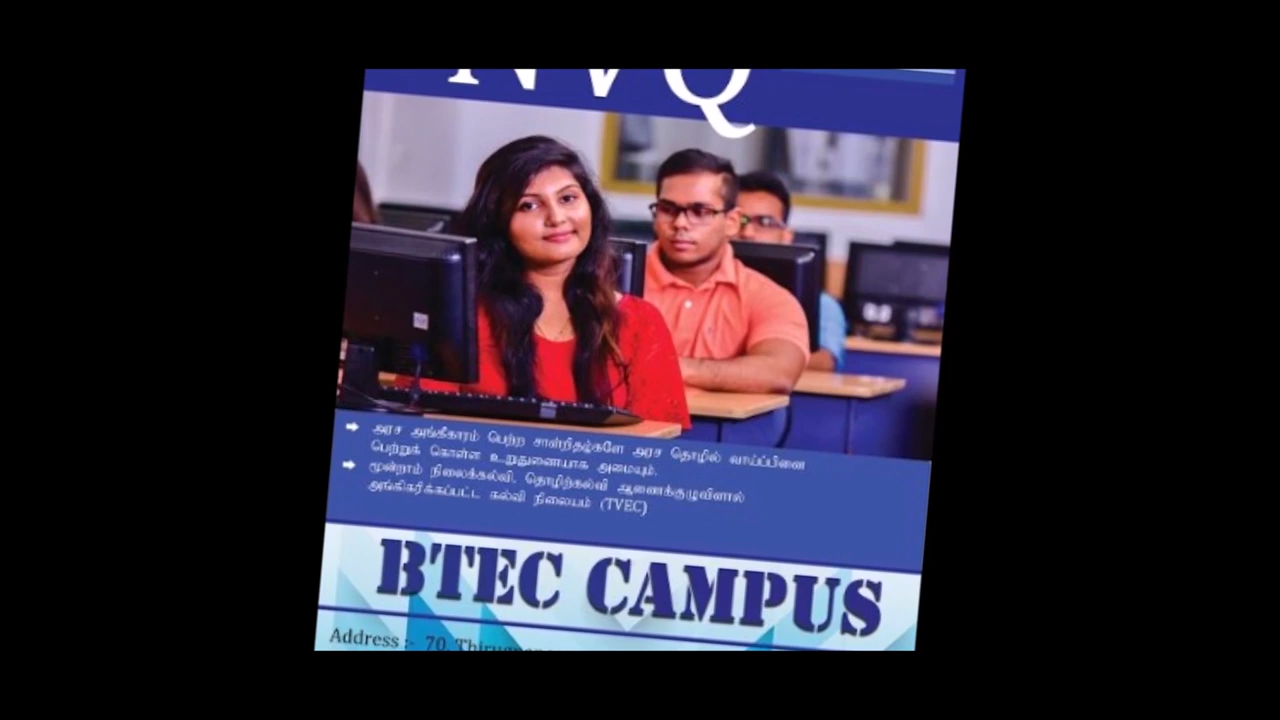 NVQ
அரச அங்கீகாரம் பெற்ற சான்றிதழ்களே அரச தொழில் வாய்ப்பினை
பெற்றுக் கொள்ள உறுதுணையாக அமையும்.
மூன்றாம் நிலைக்கல்வி, தொழிற்கல்வி ஆணைக்குழுவினால்
அங்கிகரிக்கப்பட்ட கல்வி நிலையம் (TVEC)
BTEC CAMPUS
Address :- 70,